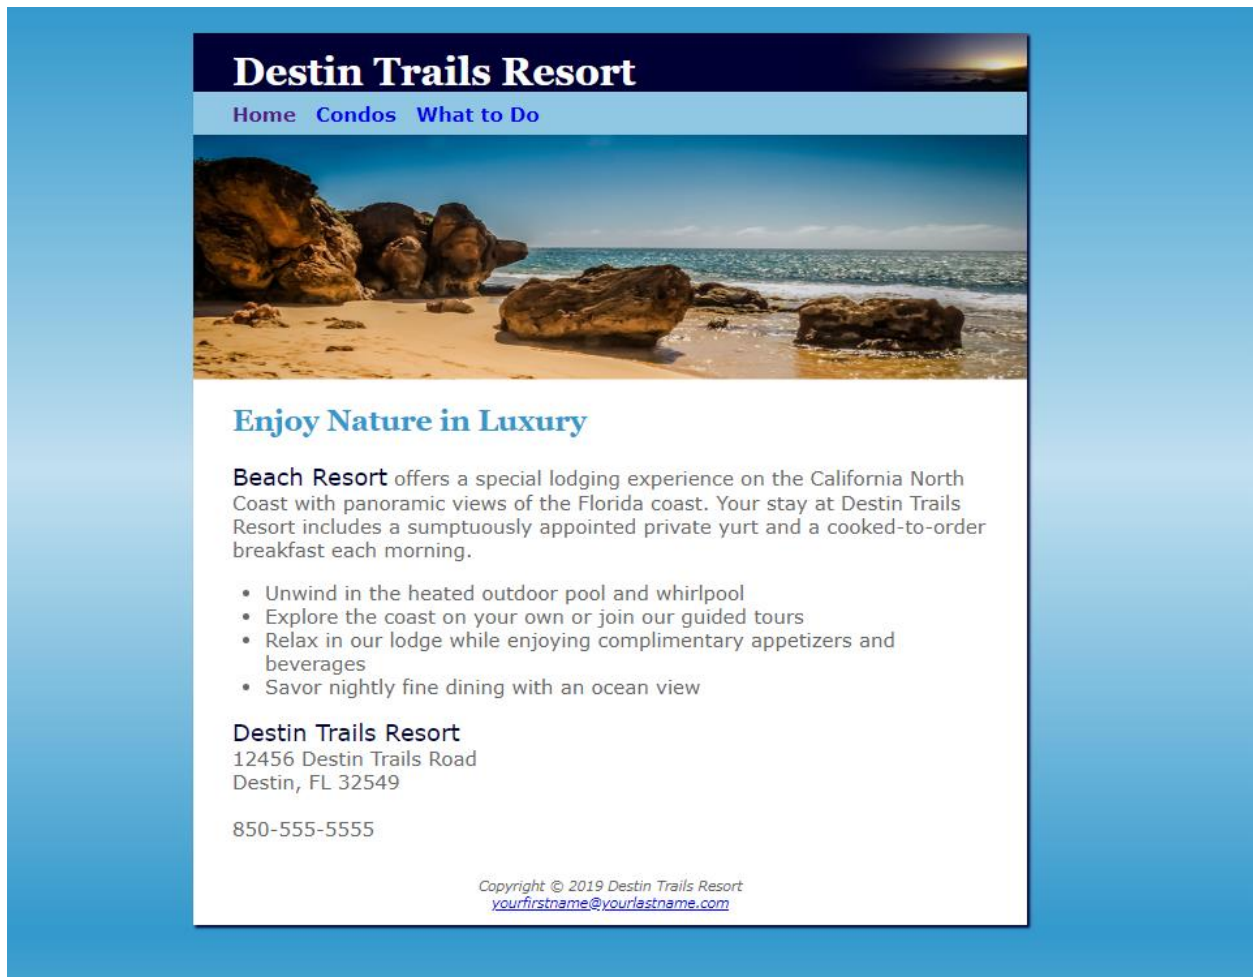 Destin Trails Resort
Home Condos What to Do
Enjoy Nature in Luxury
Beach Resort offers a special lodging experience on the California North
Coast with panoramic views of the Florida coast. Your stay at Destin Trails
Resort includes a sumptuously appointed private yurt and a cooked-to-order
breakfast each morning.
• Unwind in the heated outdoor pool and whirlpool
• Explore the coast on your own or join our guided tours
• Relax in our lodge while enjoying complimentary appetizers and
beverages
• Savor nightly fine dining with an ocean view
Destin Trails Resort
12456 Destin Trails Road
Destin, FL 32549
850-555-5555
Copyright © 2019 Destin Trails Resort
yourfirstname@yourlastname.com